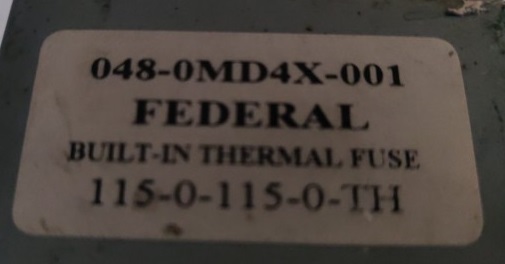 048-0MD4X-001
FEDERAL
BUILT-IN THERMAL FUSE
115-0-115-0-TH